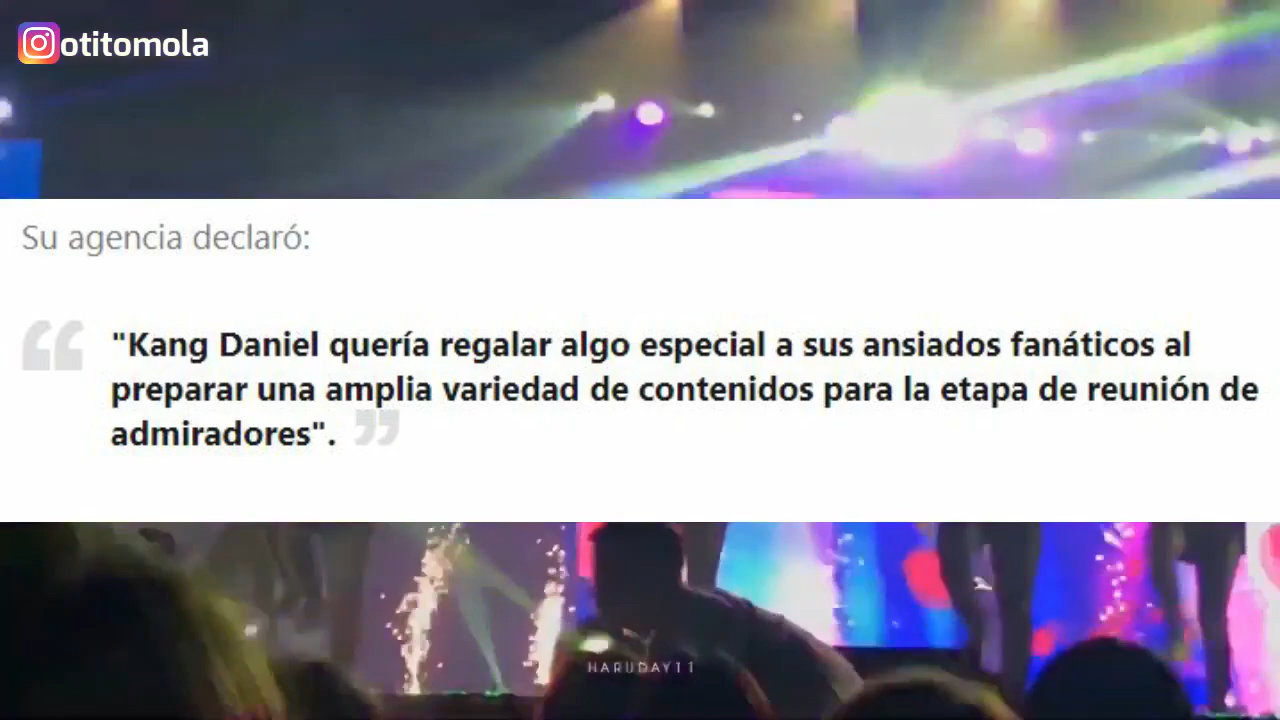 otitomola
Su agencia declaró:
"Kang Daniel quería regalar algo especial a sus ansiados fanáticos al
preparar una amplia variedad de contenidos para la etapa de reunión de
admiradores".
HARUDAY11